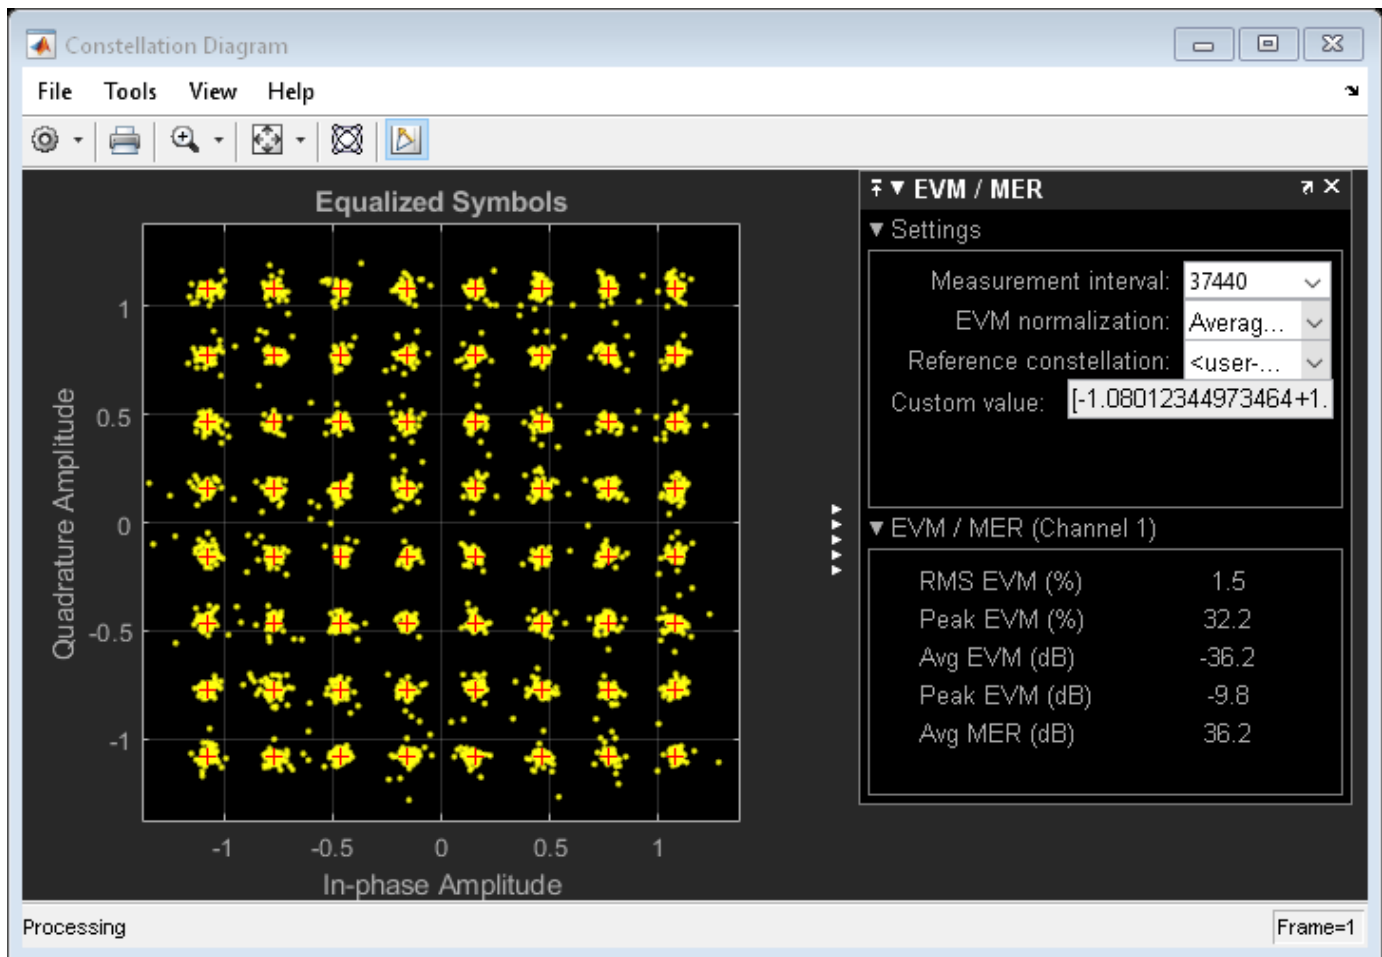 Constellation Diagram
File Tools View Help
Equalized Symbols
Quadrature Amplitude
1
0.5
0
-0.5
-1
-1 -0.5 0 0.5 1
In-phase Amplitude
EVM / MER
Settings
Measurement interval: 37440
EVM normalization: Averag...
Reference constellation: <user-...
Custom value: [-1.08012344973464+1.
EVM / MER (Channel 1)
RMS EVM (%) 1.5
Peak EVM (%) 32.2
Avg EVM (dB) -36.2
Peak EVM (dB) -9.8
Avg MER (dB) 36.2
Processing Frame=1